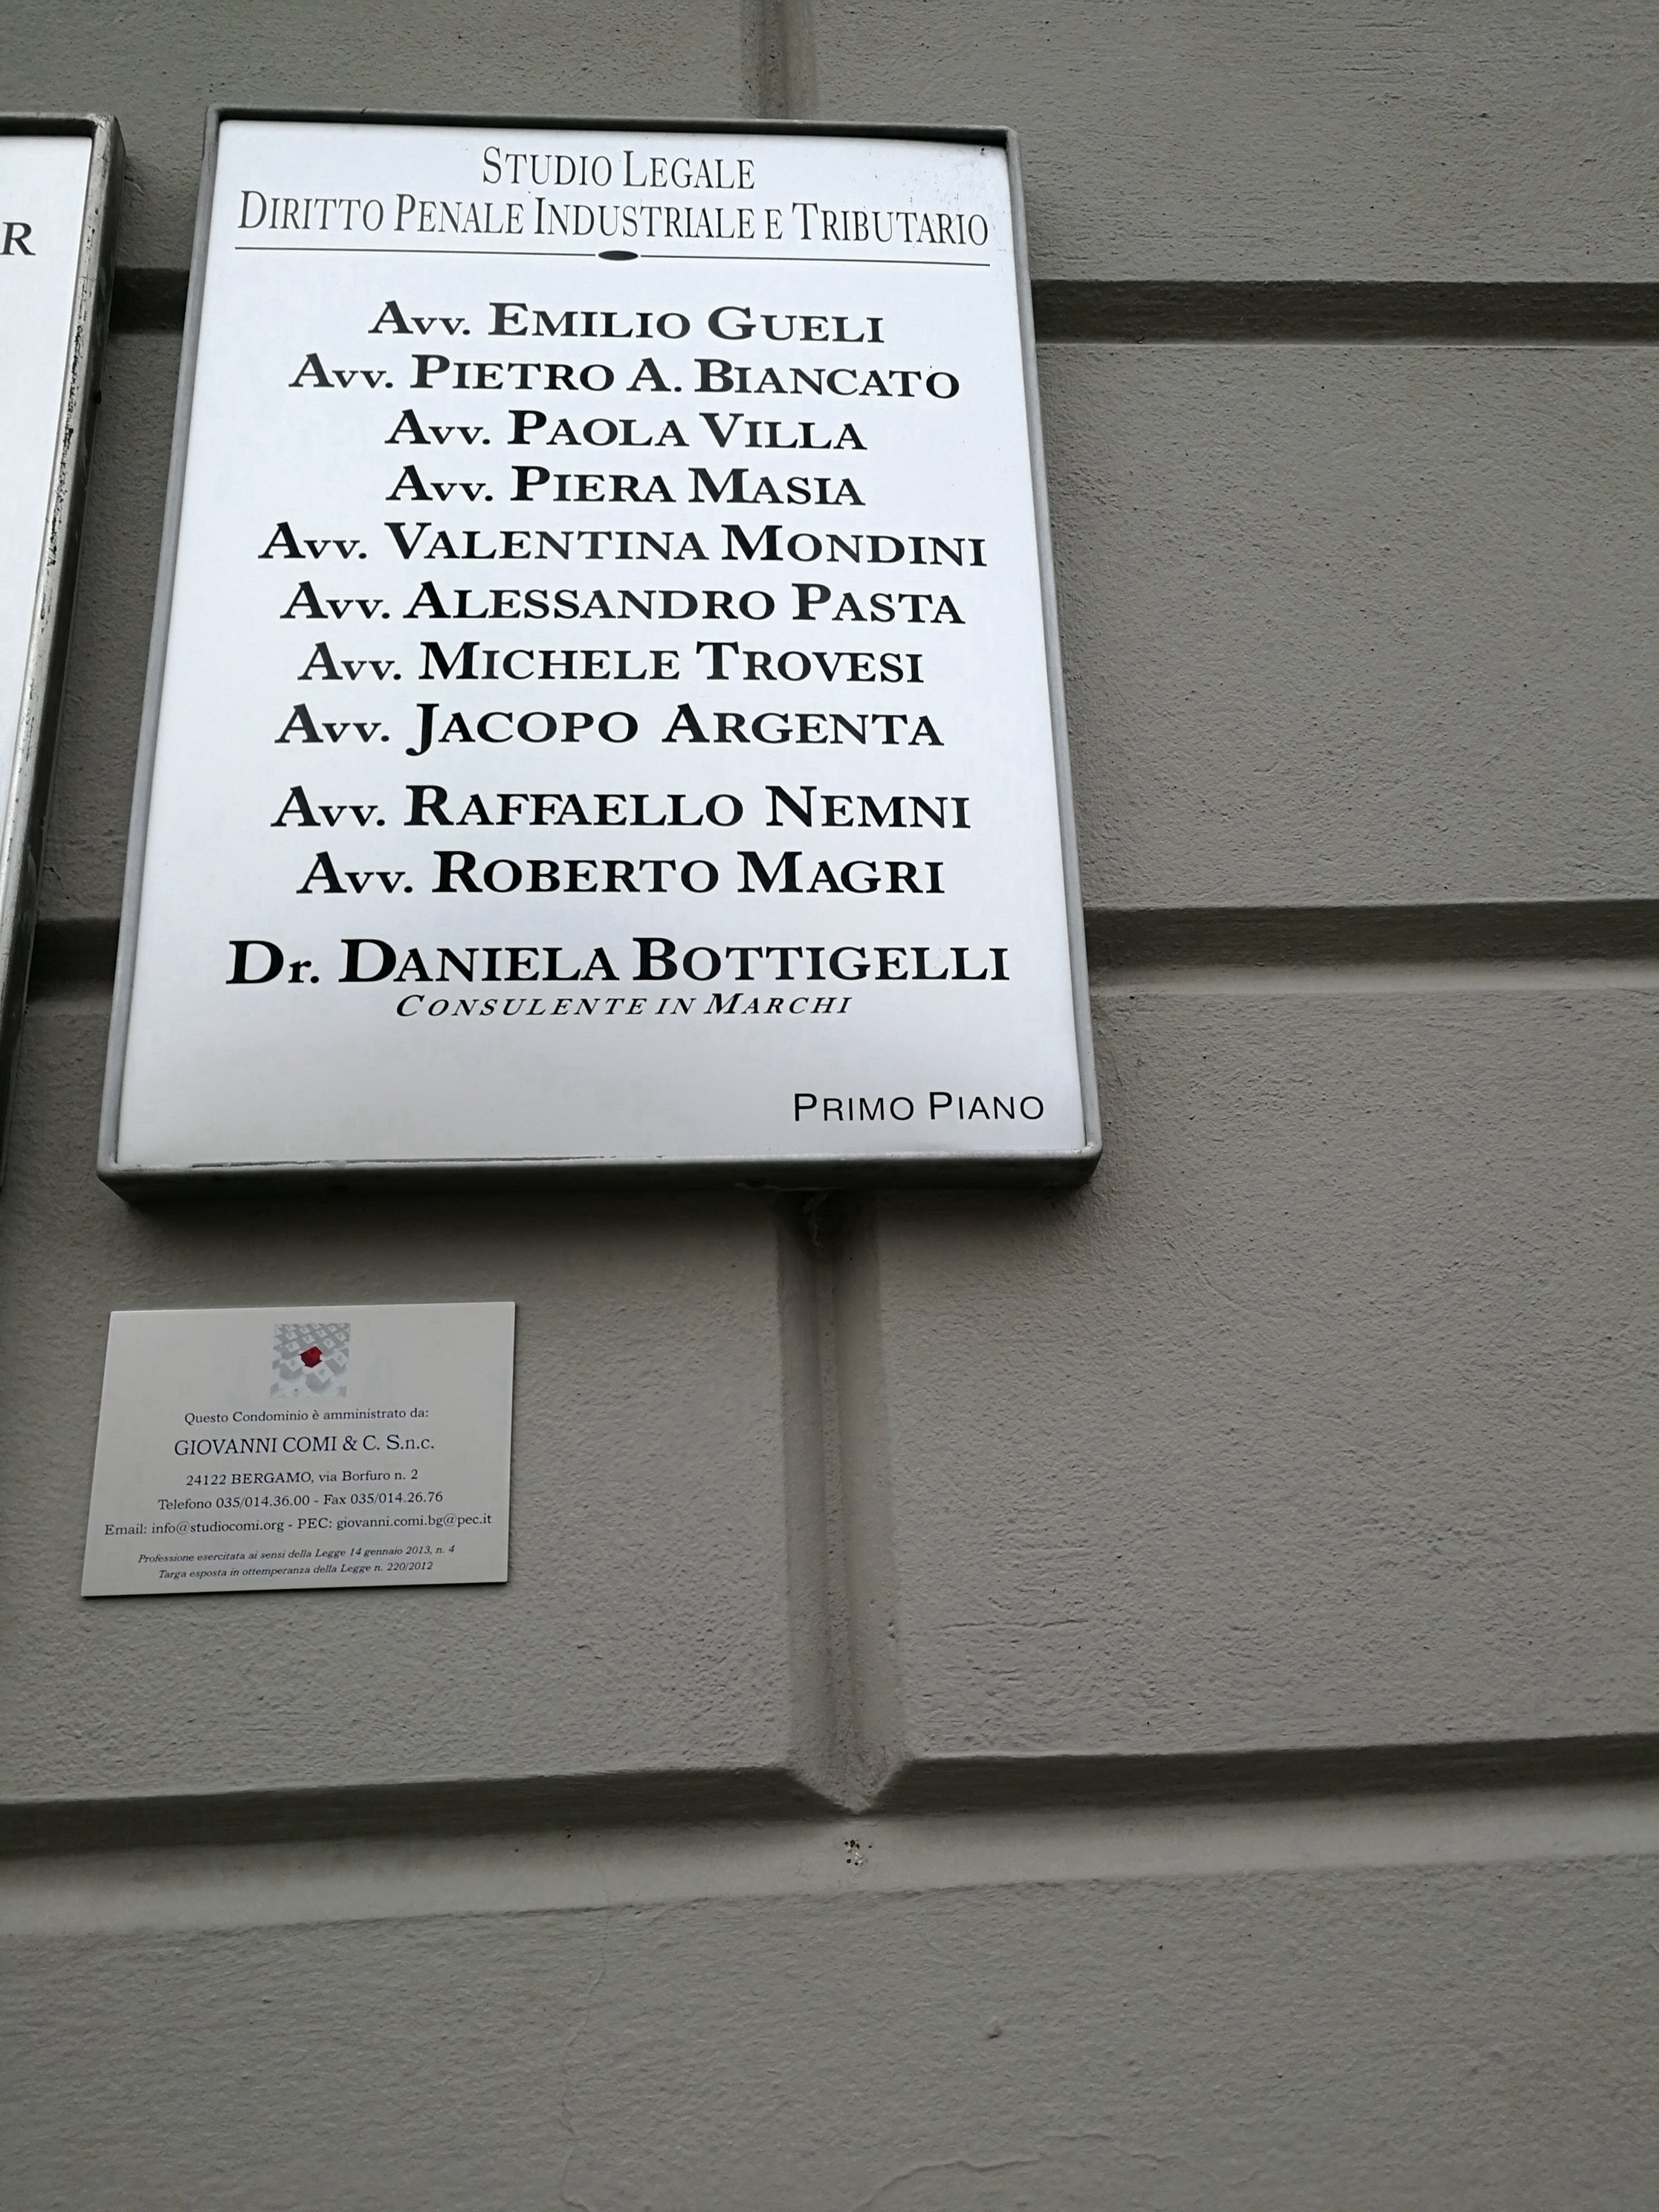 R
STUDIO LEGALE
DIRITTO PENALE INDUSTRIALE E TRIBUTARIO
Avv. EMILIO GUELI
Avv. PIETRO A. BIANCATO
Avv. PAOLA VILLA
Avv. PIERA MASIA
Avv. VALENTINA MONDINI
Avv. ALESSANDRO PASTA
Avv. MICHELE TROVESI
Avv. JACOPO ARGENTA
Avv. RAFFAELLO NEMNI
Avv. ROBERTO MAGRI
Dr. DANIELA BOTTIGELLI
CONSULENTE IN MARCHI
PRIMO PIANO
Questo Condominio è amministrato da:
GIOVANNI COMI & C. S.n.c.
24122 BERGAMO, via Borfuro n. 2
Telefono 035/014.36.00 - Fax 035/014.26.76
Email: info@studiocomi.org - PEC: giovanni.comi.bg@pec.it
Professione esercitata ai sensi della Legge 14 gennaio 2013, n. 4
Targa esposta in ottemperanza della Legge n. 220/2012